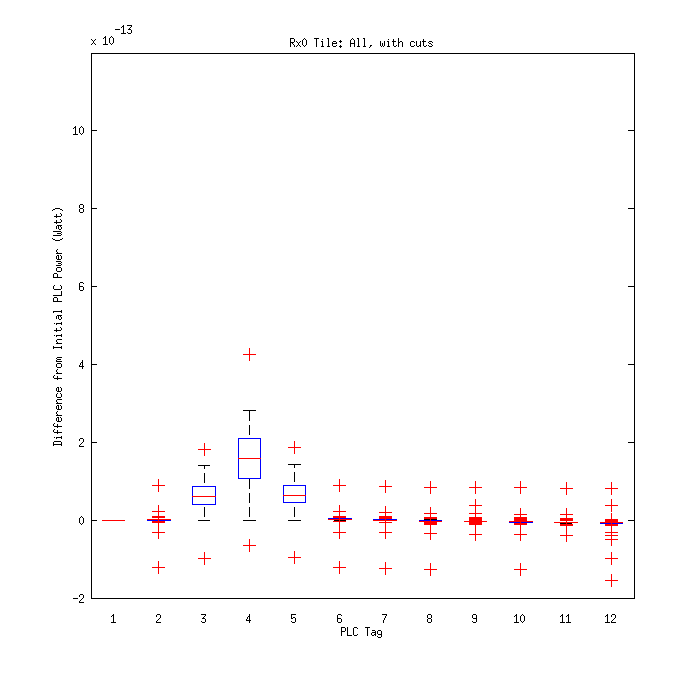 x 10-13
Rx0 Tile: All, with cuts
10
8
6
4
2
0
-2
Difference from Initial PLC Power (Watt)
1 2 3 4 5 6 7 8 9 10 11 12
PLC Tag